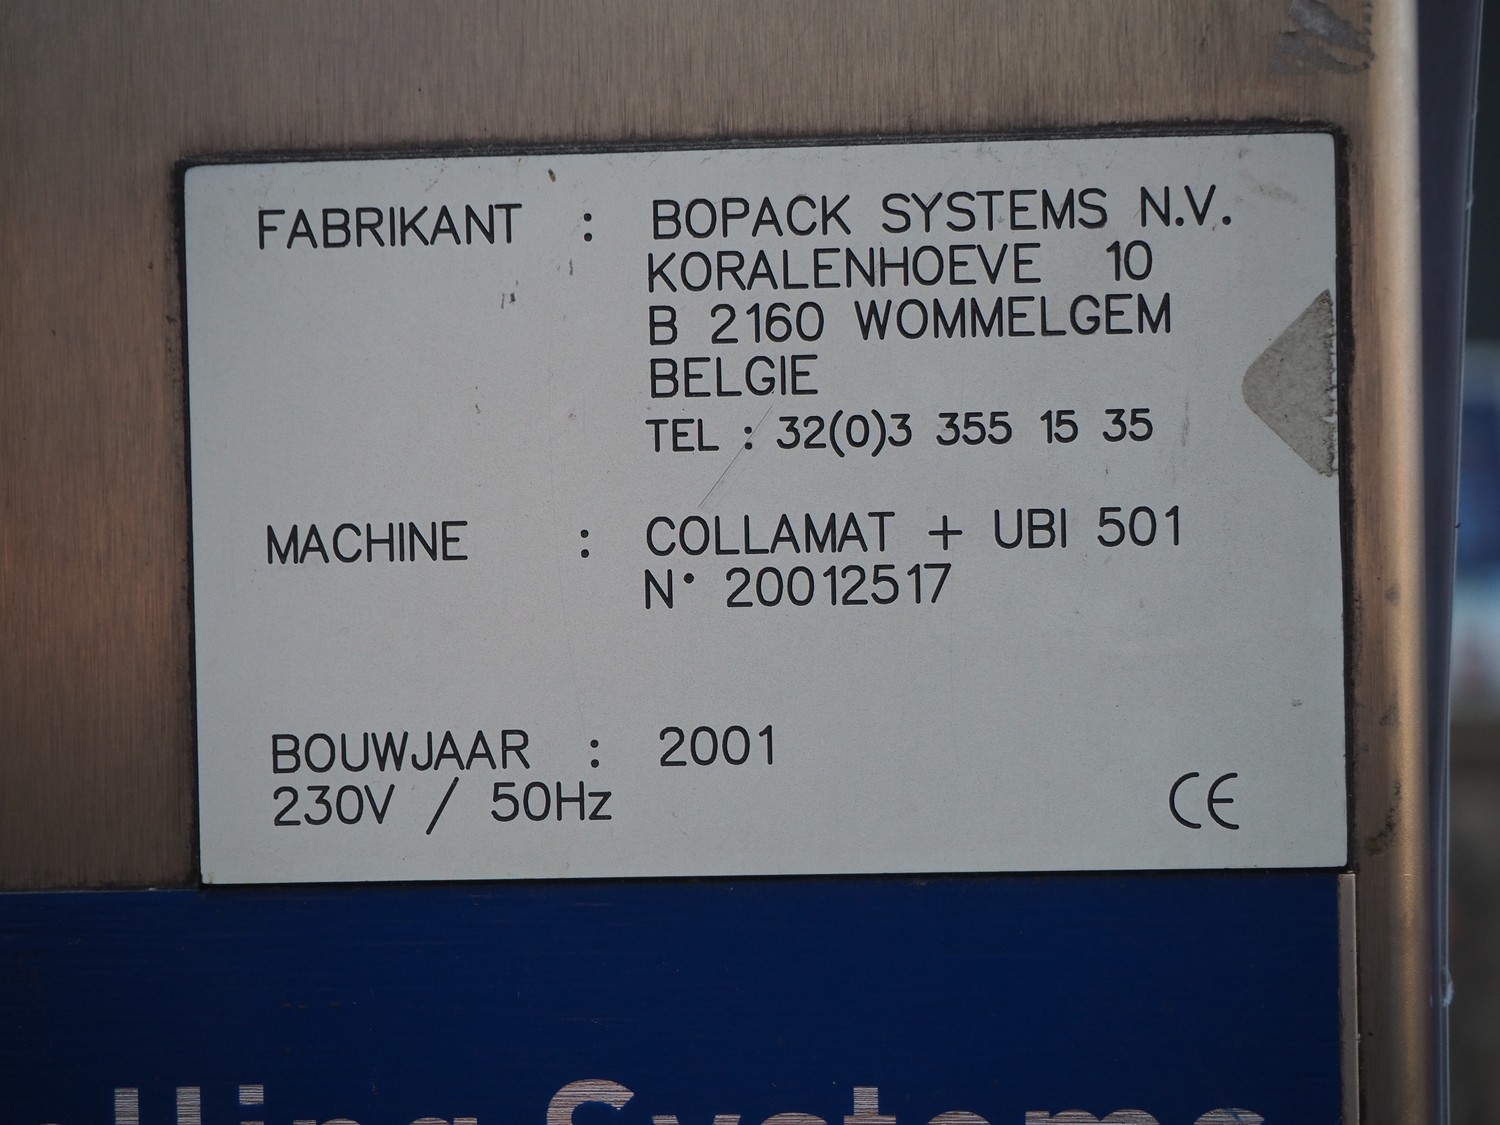 FABRIKANT : BOPACK SYSTEMS N.V.
KORALENHOEVE 10
B 2160 WOMMELGEM
BELGIE
TEL : 32(0)3 355 15 35
MACHINE : COLLAMAT + UBI 501
N° 20012517
BOUWJAAR : 2001
230V / 50Hz
CE
Systems